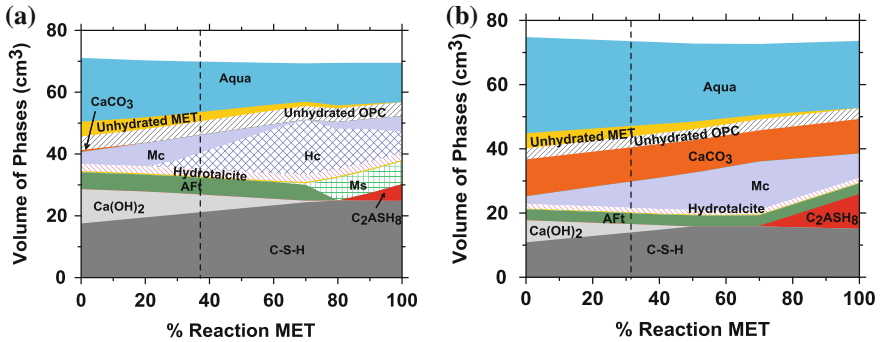 (a)
Volume of Phases (cm³)
80
60
40
20
0
Aqua
CaCO₃
Unhydrated MET
Unhydrated OPC
Mc
Hc
Hydrotalcite
AFt
Ms
Ca(OH)₂
C₂ASH₈
C-S-H
0 20 40 60 80 100
% Reaction MET
(b)
Volume of Phases (cm³)
80
60
40
20
0
Aqua
Unhydrated MET
Unhydrated OPC
CaCO₃
Mc
Hydrotalcite
AFt
C₂ASH₈
Ca(OH)₂
C-S-H
0 20 40 60 80 100
% Reaction MET